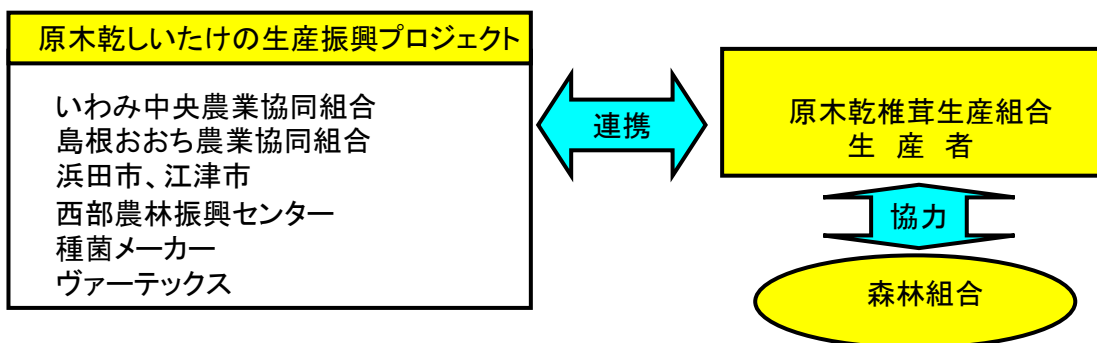 原木乾しいたけの生産振興プロジェクト
いわみ中央農業協同組合
島根おおち農業協同組合
浜田市、江津市
西部農林振興センター
種菌メーカー
ヴァーテックス
連携
原木乾椎茸生産組合
生 産 者
協力
森林組合